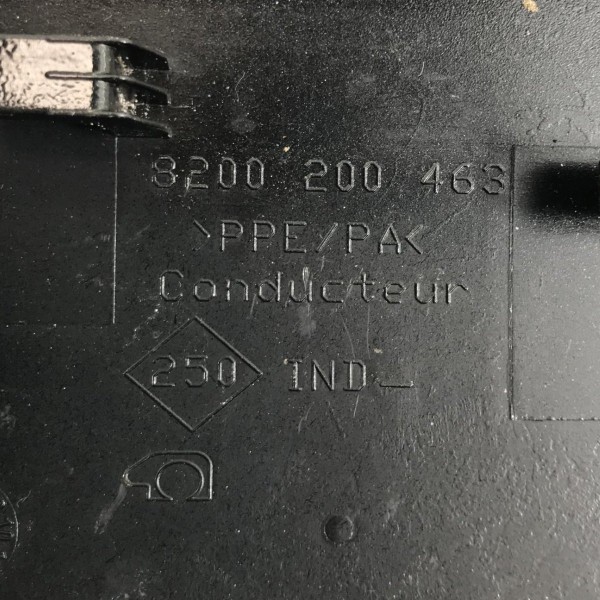 8200 200 463
>PPE/PA<
Conducteur
250 IND_